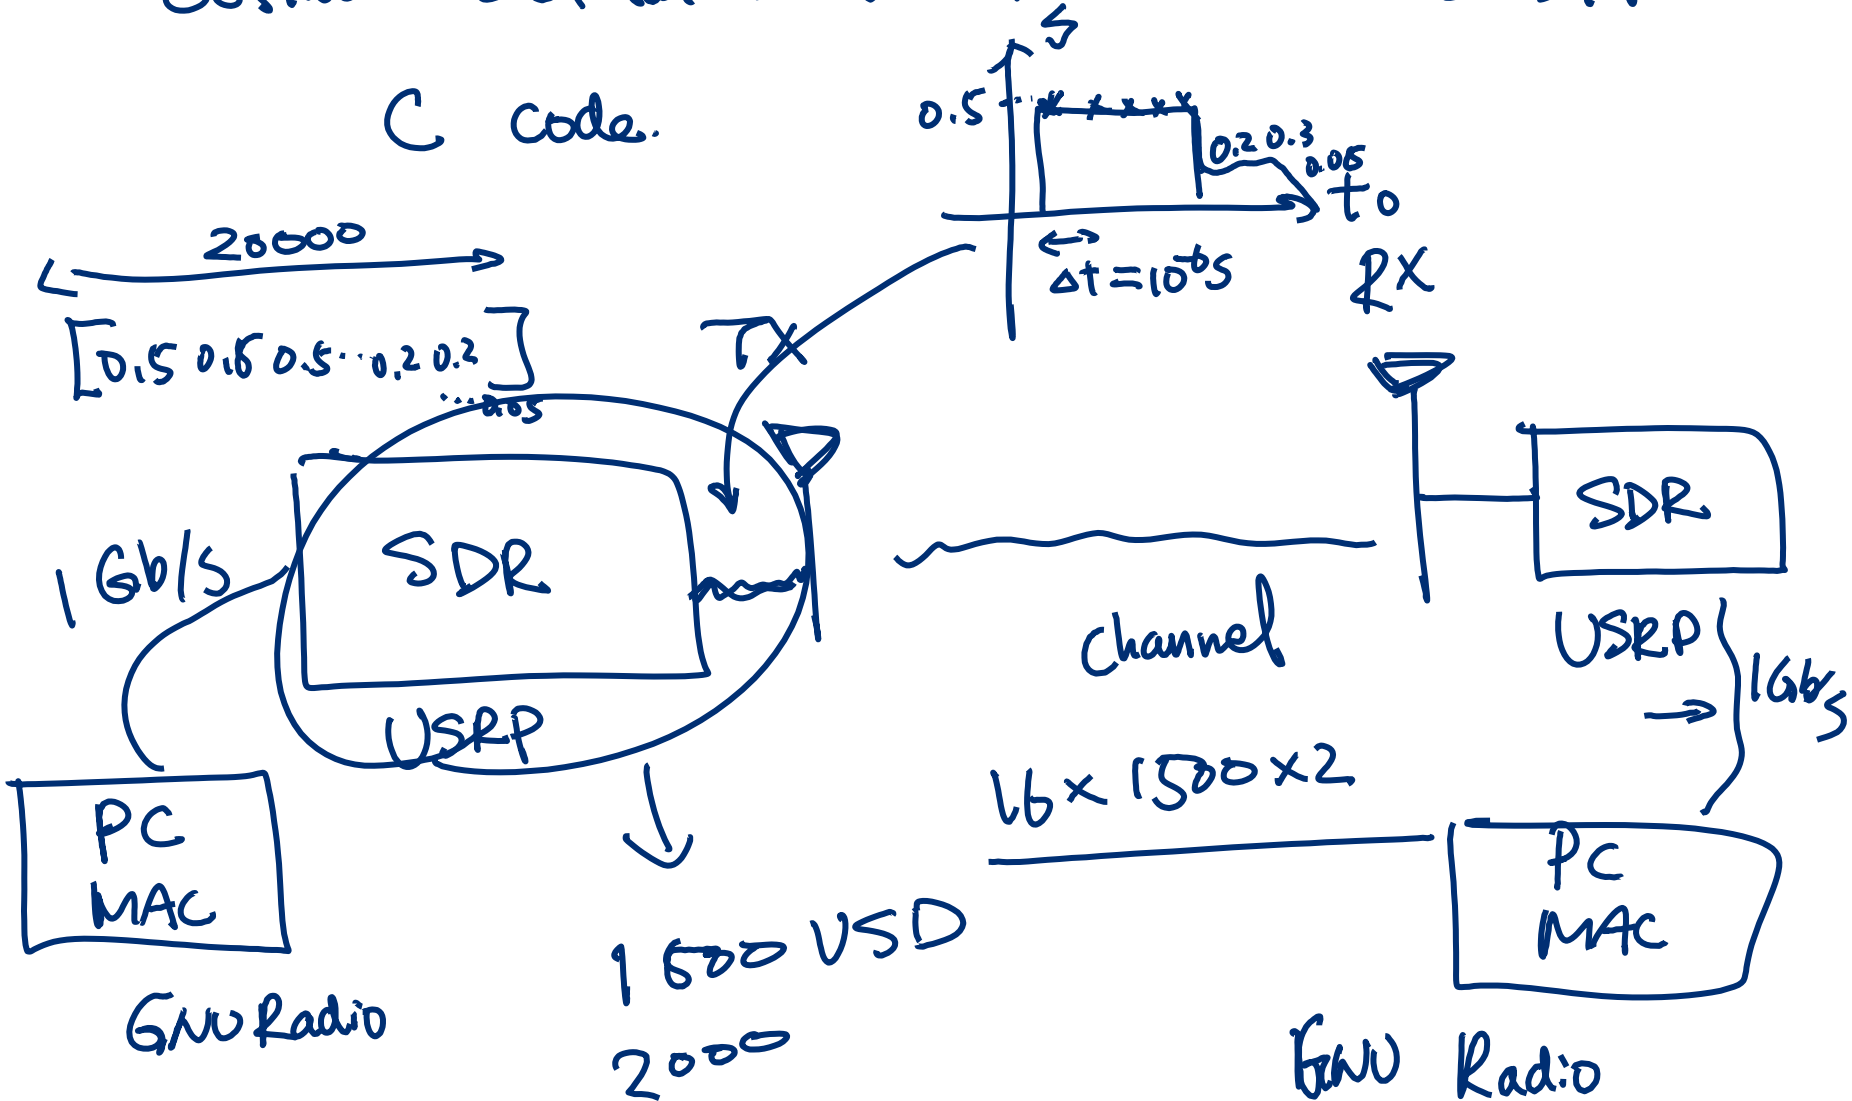 C code.
S
0.5
0.2 0.3
0.05
t 0
Δt = 10⁻⁶ S
RX
20000
[0.5 0.5 0.5 ... 0.2 0.2
... 0.05]
TX
1 Gb/s
SDR
USRP
PC
MAC
GNU Radio
1500 USD
2000
Channel
SDR
USRP
1Gb/s
16 × 1500 × 2
PC
MAC
GNU Radio